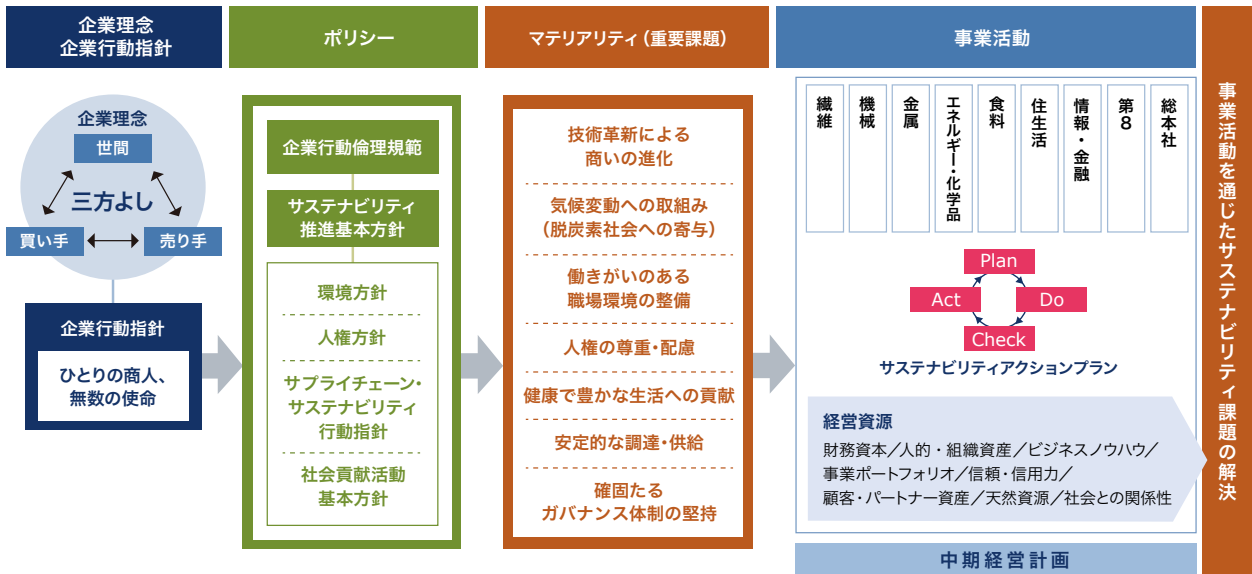 企業理念
企業行動指針
企業理念
世間
三方よし
買い手
売り手
企業行動指針
ひとりの商人、
無数の使命
ポリシー
企業行動倫理規範
サステナビリティ
推進基本方針
環境方針
人権方針
サプライチェーン・
サステナビリティ
行動指針
社会貢献活動
基本方針
マテリアリティ（重要課題）
技術革新による
商いの進化
気候変動への取組み
（脱炭素社会への寄与）
働きがいのある
職場環境の整備
人権の尊重・配慮
健康で豊かな生活への貢献
安定的な調達・供給
確固たる
ガバナンス体制の堅持
事業活動
繊維
機械
金属
エネルギー・化学品
食料
住生活
情報・金融
第8
総本社
Plan
Act
Do
Check
サステナビリティアクションプラン
経営資源
財務資本／人的・組織資産／ビジネスノウハウ／
事業ポートフォリオ／信頼・信用力／
顧客・パートナー資産／天然資源／社会との関係性
中期経営計画
事業活動を通じたサステナビリティ課題の解決